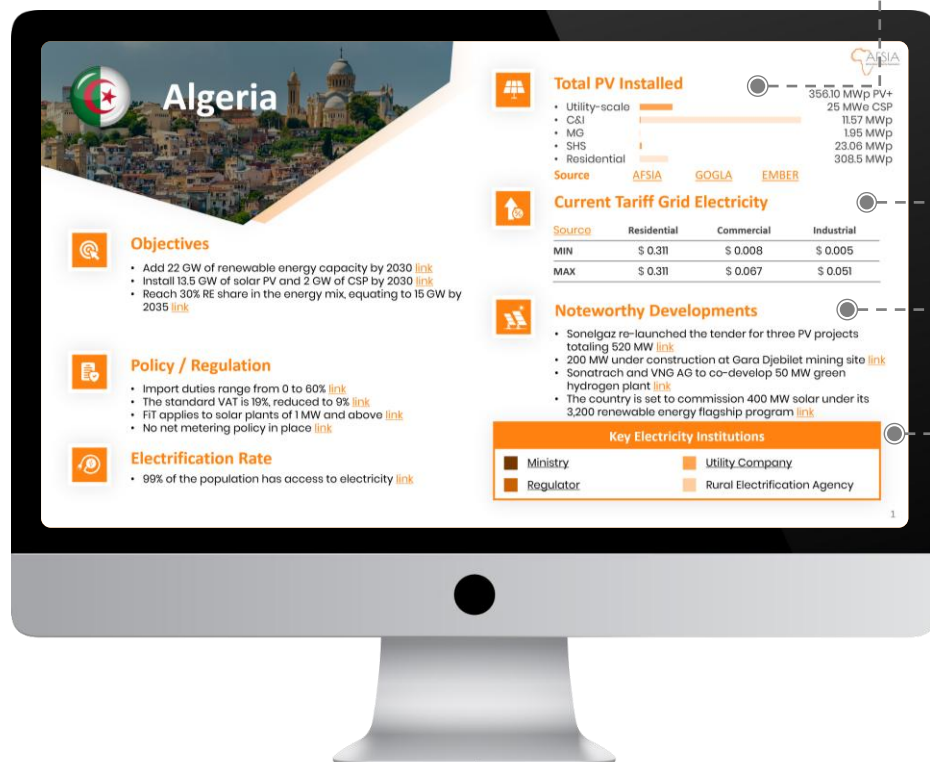 Algeria
Objectives
• Add 22 GW of renewable energy capacity by 2030 link
• Install 13.5 GW of solar PV and 2 GW of CSP by 2030 link
• Reach 30% RE share in the energy mix, equating to 15 GW by
2035 link
Policy / Regulation
• Import duties range from 0 to 60% link
• The standard VAT is 19%, reduced to 9% link
• FiT applies to solar plants of 1 MW and above link
• No net metering policy in place link
Electrification Rate
• 99% of the population has access to electricity link
AFSIA
Total PV Installed
356.10 MWp PV+
• Utility-scale 25 MWe CSP
• C&I 11.57 MWp
• MG 1.95 MWp
• SHS 23.06 MWp
• Residential 308.5 MWp
Source AFSIA GOGLA EMBER
Current Tariff Grid Electricity
Source Residential Commercial Industrial
MIN $ 0.311 $ 0.008 $ 0.005
MAX $ 0.311 $ 0.067 $ 0.051
Noteworthy Developments
• Sonelgaz re-launched the tender for three PV projects
totaling 520 MW link
• 200 MW under construction at Gara Djebilet mining site link
• Sonatrach and VNG AG to co-develop 50 MW green
hydrogen plant link
• The country is set to commission 400 MW solar under its
3,200 renewable energy flagship program link
Key Electricity Institutions
Ministry Utility Company
Regulator Rural Electrification Agency
1